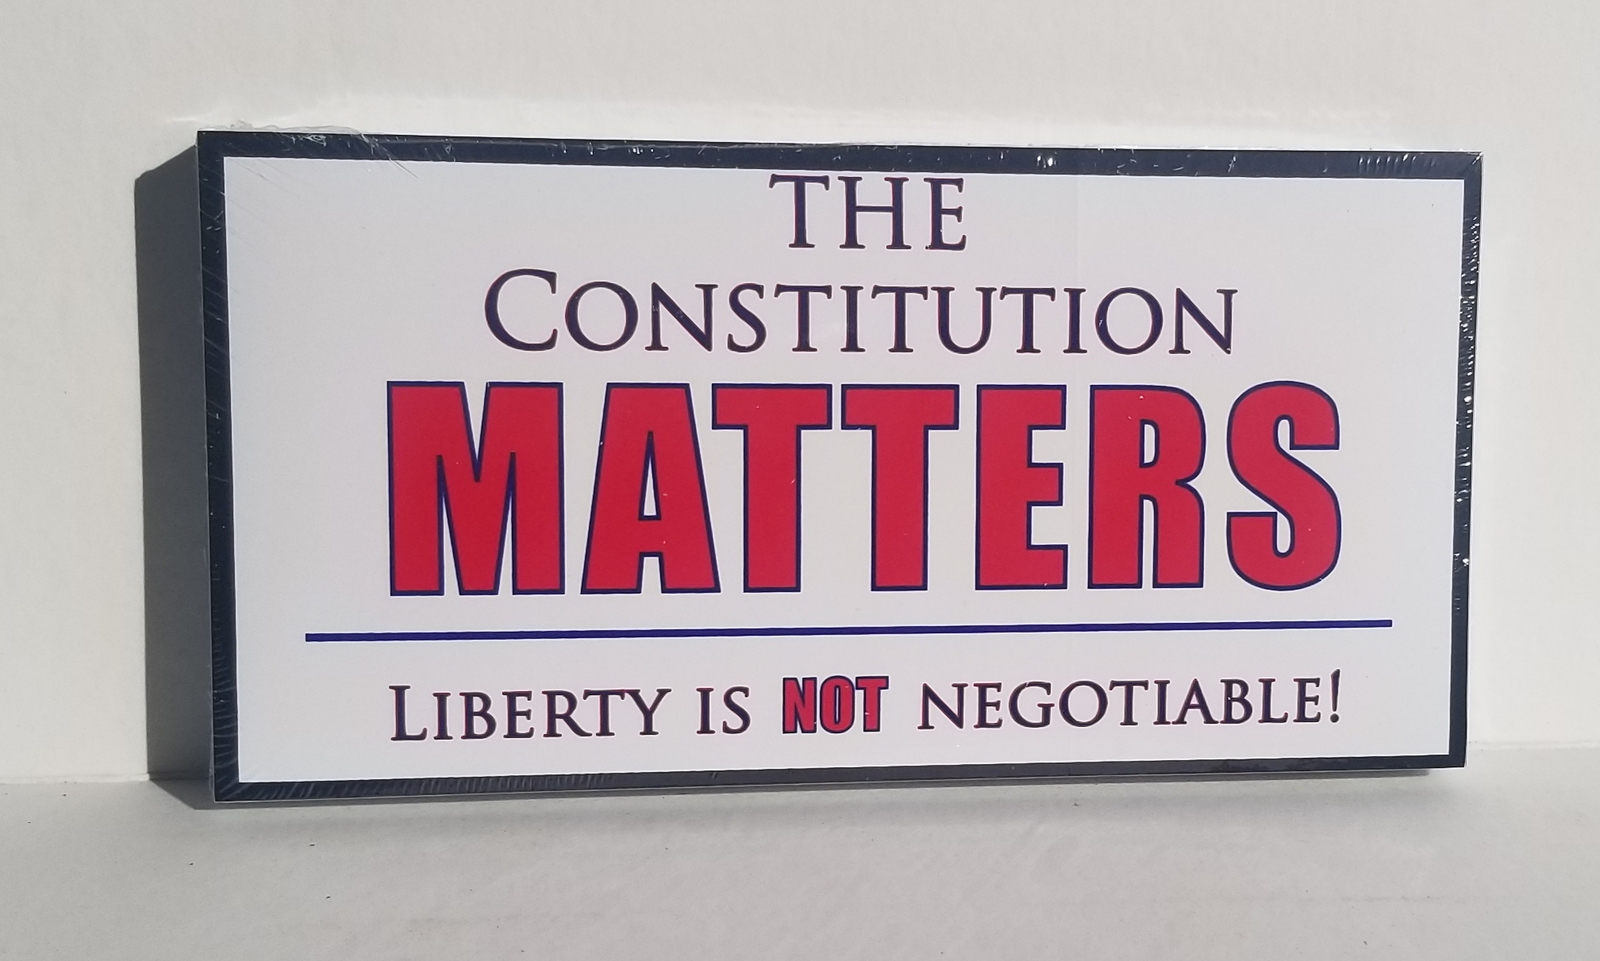 THE
CONSTITUTION
MATTERS
LIBERTY IS NOT NEGOTIABLE!